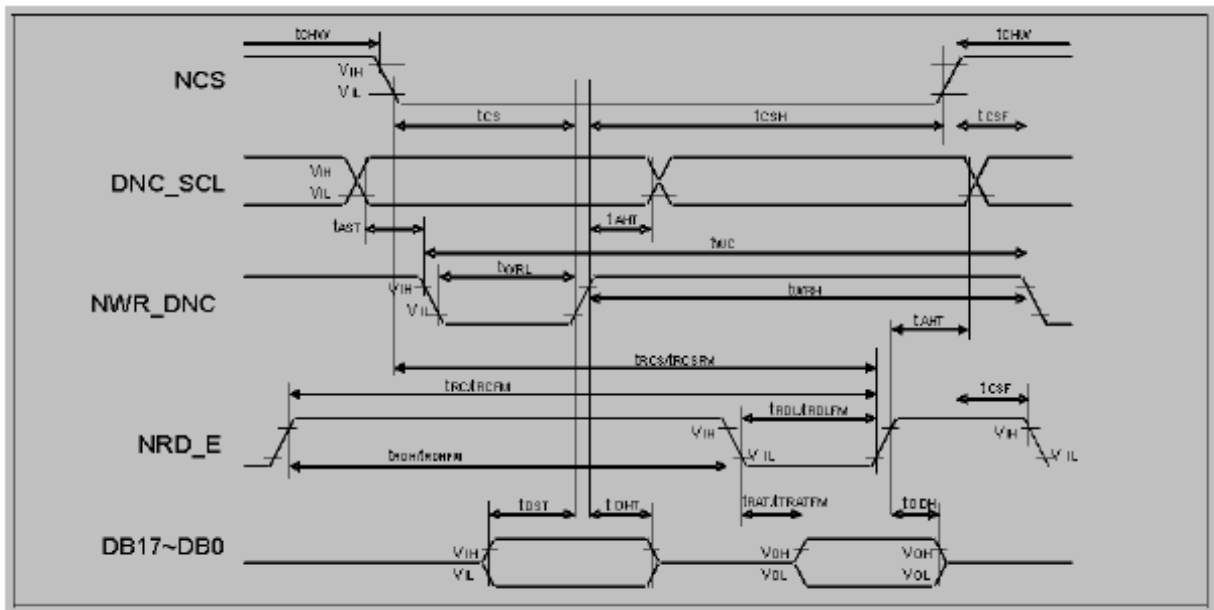 tCHW tCHW
NCS VIH
VIL
tCS tCSH tCSF
DNC_SCL VIH
VIL
tAST tAHT
tWC
tWRL
NWR_DNC VIH
VIL
tWRH
tAHT
tRCS/tRCSFM
tRC/tRCFM tCSF
tRDL/tRDLFM
NRD_E VIH VIH
VIL VIL
tRDH/tRDHFM
tDST tDHT tRAT/tTRATFM tODH
DB17~DB0 VIH VOH VOH
VIL VOL VOL